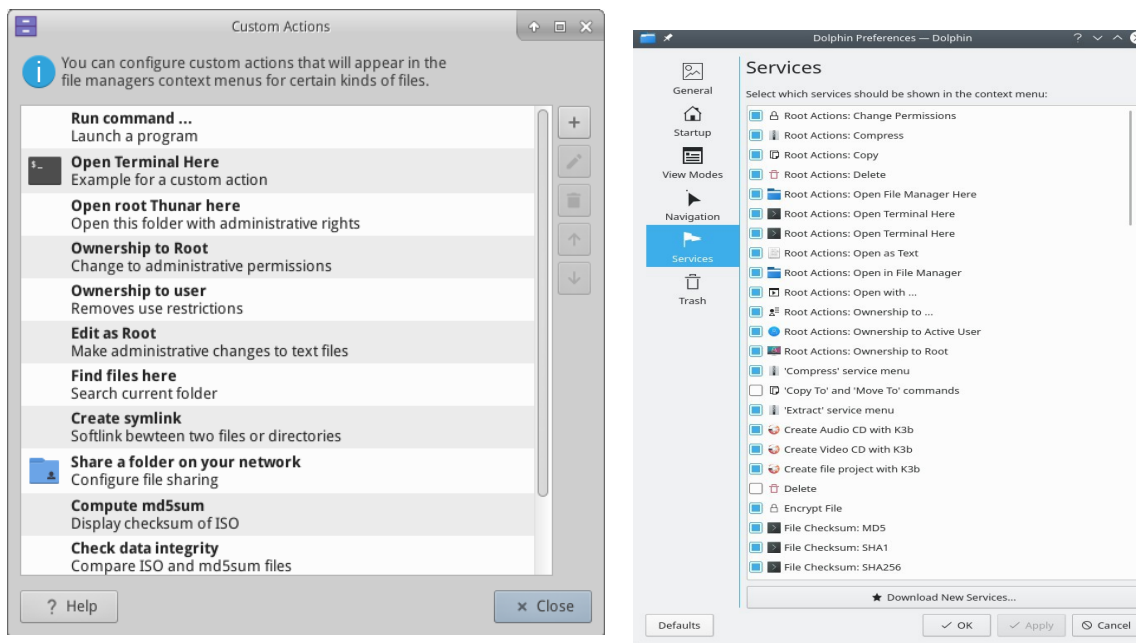 Custom Actions
You can configure custom actions that will appear in the
file managers context menus for certain kinds of files.
Run command ...
Launch a program
Open Terminal Here
Example for a custom action
Open root Thunar here
Open this folder with administrative rights
Ownership to Root
Change to administrative permissions
Ownership to user
Removes use restrictions
Edit as Root
Make administrative changes to text files
Find files here
Search current folder
Create symlink
Softlink bewteen two files or directories
Share a folder on your network
Configure file sharing
Compute md5sum
Display checksum of ISO
Check data integrity
Compare ISO and md5sum files
? Help
× Close
Dolphin Preferences — Dolphin
General
Startup
View Modes
Navigation
Services
Trash
Services
Select which services should be shown in the context menu:
Root Actions: Change Permissions
Root Actions: Compress
Root Actions: Copy
Root Actions: Delete
Root Actions: Open File Manager Here
Root Actions: Open Terminal Here
Root Actions: Open Terminal Here
Root Actions: Open as Text
Root Actions: Open in File Manager
Root Actions: Open with ...
Root Actions: Ownership to ...
Root Actions: Ownership to Active User
Root Actions: Ownership to Root
'Compress' service menu
'Copy To' and 'Move To' commands
'Extract' service menu
Create Audio CD with K3b
Create Video CD with K3b
Create file project with K3b
Delete
Encrypt File
File Checksum: MD5
File Checksum: SHA1
File Checksum: SHA256
★ Download New Services...
Defaults
OK
Apply
Cancel